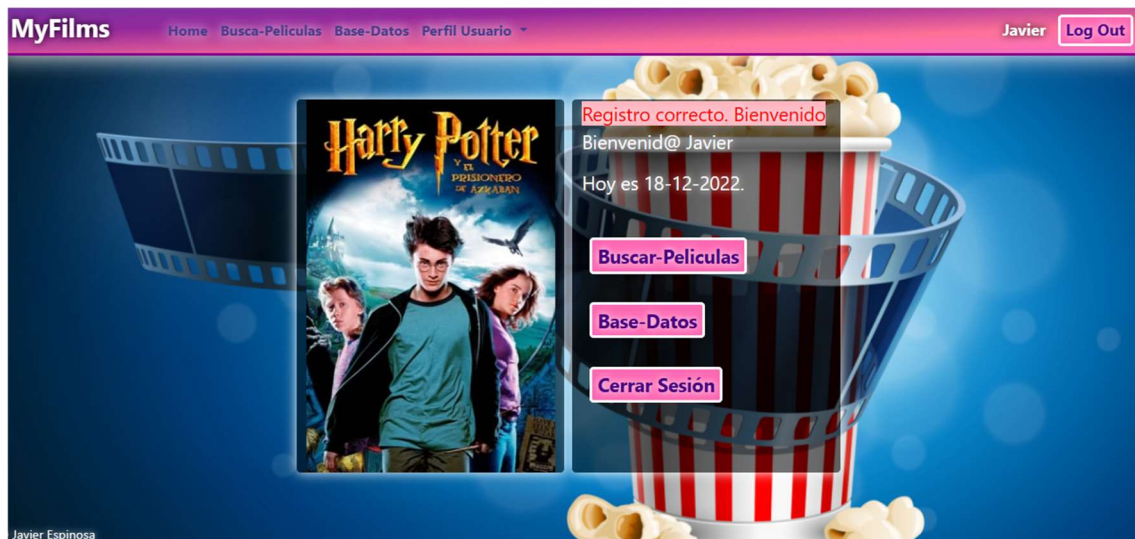 MyFilms
Home Busca-Peliculas Base-Datos Perfil Usuario
Javier Log Out
Harry Potter
Y EL
PRISIONERO
DE AZKABAN
Registro correcto. Bienvenido
Bienvenid@ Javier
Hoy es 18-12-2022.
Buscar-Peliculas
Base-Datos
Cerrar Sesión
Javier Espinosa